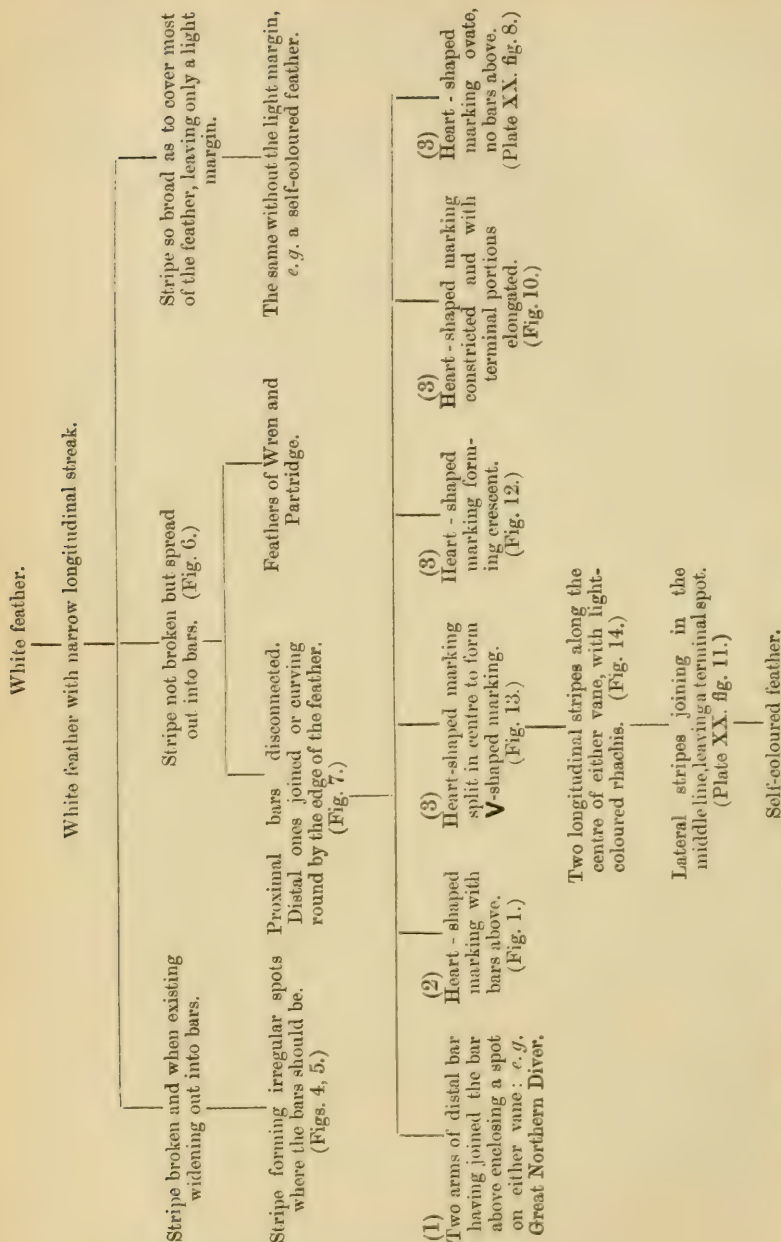 White feather.
White feather with narrow longitudinal streak.
Stripe broken and when existing
widening out into bars.
Stripe forming irregular spots
where the bars should be.
(Figs. 4, 5.)
Stripe not broken but spread
out into bars. (Fig. 6.)
Proximal bars disconnected.
Distal ones joined or curving
round by the edge of the feather.
(Fig. 7.)
Feathers of Wren and
Partridge.
Stripe so broad as to cover most
of the feather, leaving only a light
margin.
The same without the light margin,
e. g. a self-coloured feather.
(1)
Two arms of distal bar
having joined the bar
above enclosing a spot
on either vane: e. g.
Great Northern Diver.
(2)
Heart - shaped
marking with
bars above.
(Fig. 1.)
(3)
Heart-shaped marking
split in centre to form
V-shaped marking.
(Fig. 13.)
Two longitudinal stripes along the
centre of either vane, with light-
coloured rhachis. (Fig. 14.)
Lateral stripes joining in the
middle line, leaving a terminal spot.
(Plate XX. fig. 11.)
Self-coloured feather.
(3)
Heart - shaped
marking form-
ing crescent.
(Fig. 12.)
(3)
Heart - shaped marking
constricted and with
terminal portions
elongated.
(Fig. 10.)
(3)
Heart - shaped
marking ovate,
no bars above.
(Plate XX. fig. 8.)